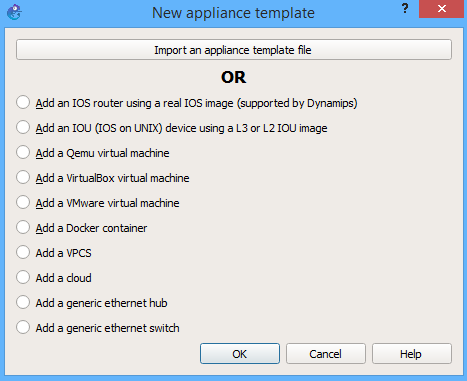 New appliance template
?
x
Import an appliance template file
OR
Add an IOS router using a real IOS image (supported by Dynamips)
Add an IOU (IOS on UNIX) device using a L3 or L2 IOU image
Add a Qemu virtual machine
Add a VirtualBox virtual machine
Add a VMware virtual machine
Add a Docker container
Add a VPCS
Add a cloud
Add a generic ethernet hub
Add a generic ethernet switch
OK Cancel Help